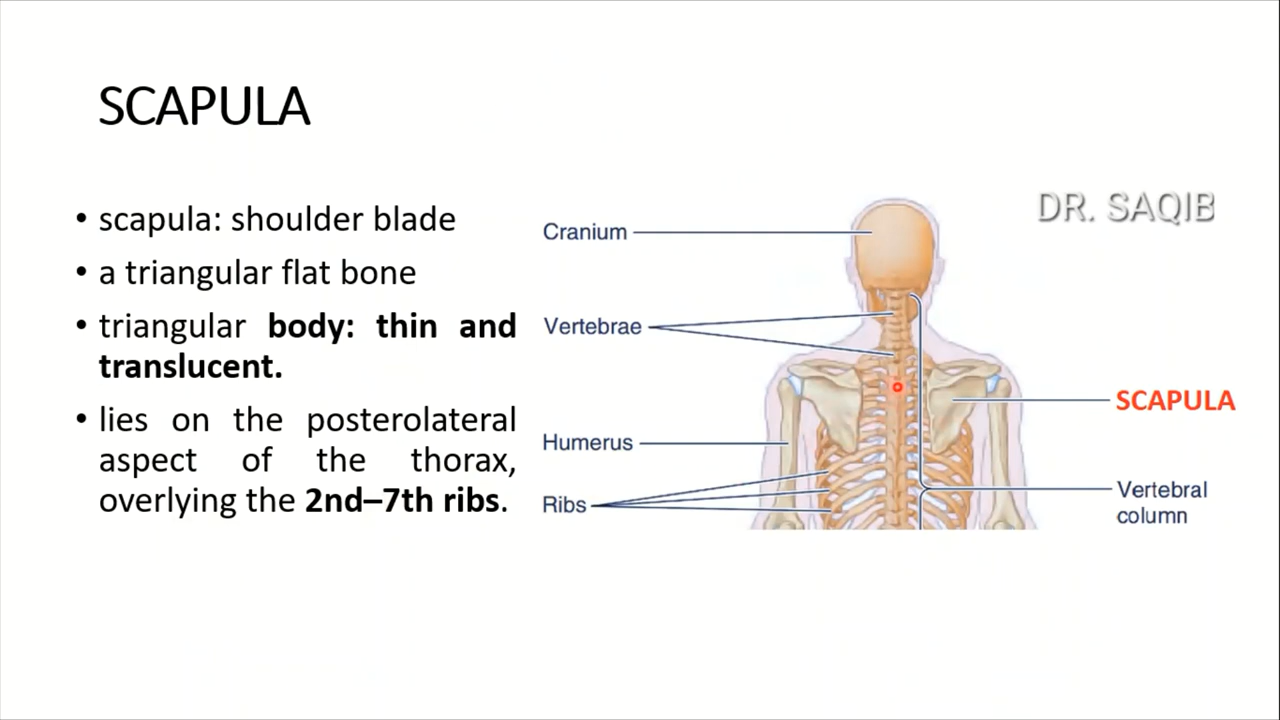 SCAPULA
• scapula: shoulder blade
• a triangular flat bone
• triangular body: thin and
translucent.
• lies on the posterolateral
aspect of the thorax,
overlying the 2nd–7th ribs.
DR. SAQIB
Cranium
Vertebrae
SCAPULA
Humerus
Ribs
Vertebral
column